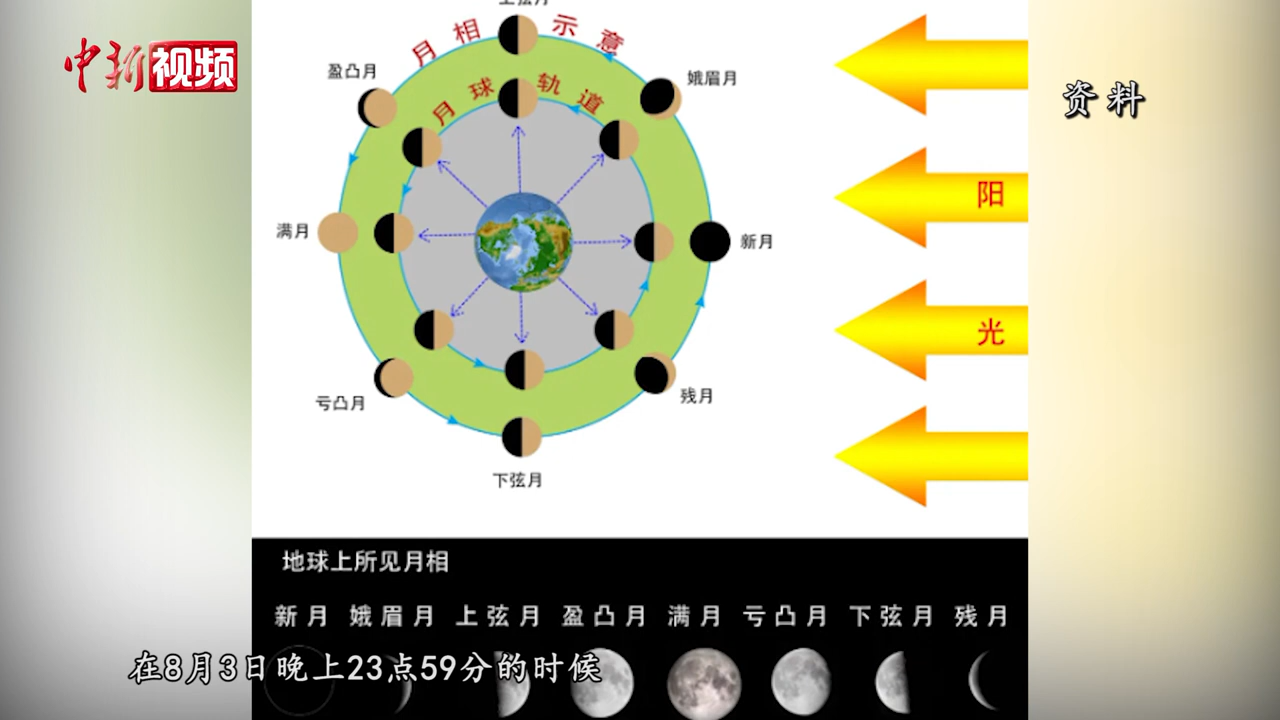 中新视频
资料
上弦月
月相示意
盈凸月
娥眉月
月球轨道
阳
满月
新月
光
亏凸月
残月
下弦月
地球上所见月相
新月 娥眉月 上弦月 盈凸月 满月 亏凸月 下弦月 残月
在8月3日晚上23点59分的时候